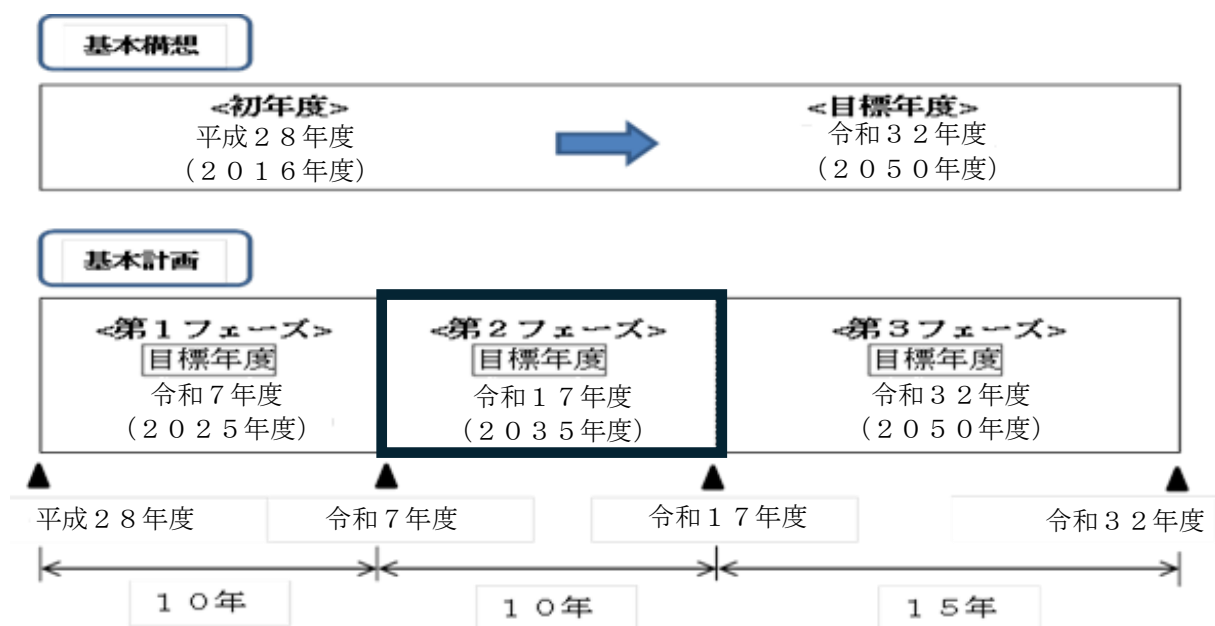 基本構想
<初年度>
平成２８年度
（２０１６年度）
<目標年度>
令和３２年度
（２０５０年度）
基本計画
<第１フェーズ>
目標年度
令和７年度
（２０２５年度）
<第２フェーズ>
目標年度
令和１７年度
（２０３５年度）
<第３フェーズ>
目標年度
令和３２年度
（２０５０年度）
平成２８年度
令和７年度
令和１７年度
令和３２年度
１０年
１０年
１５年